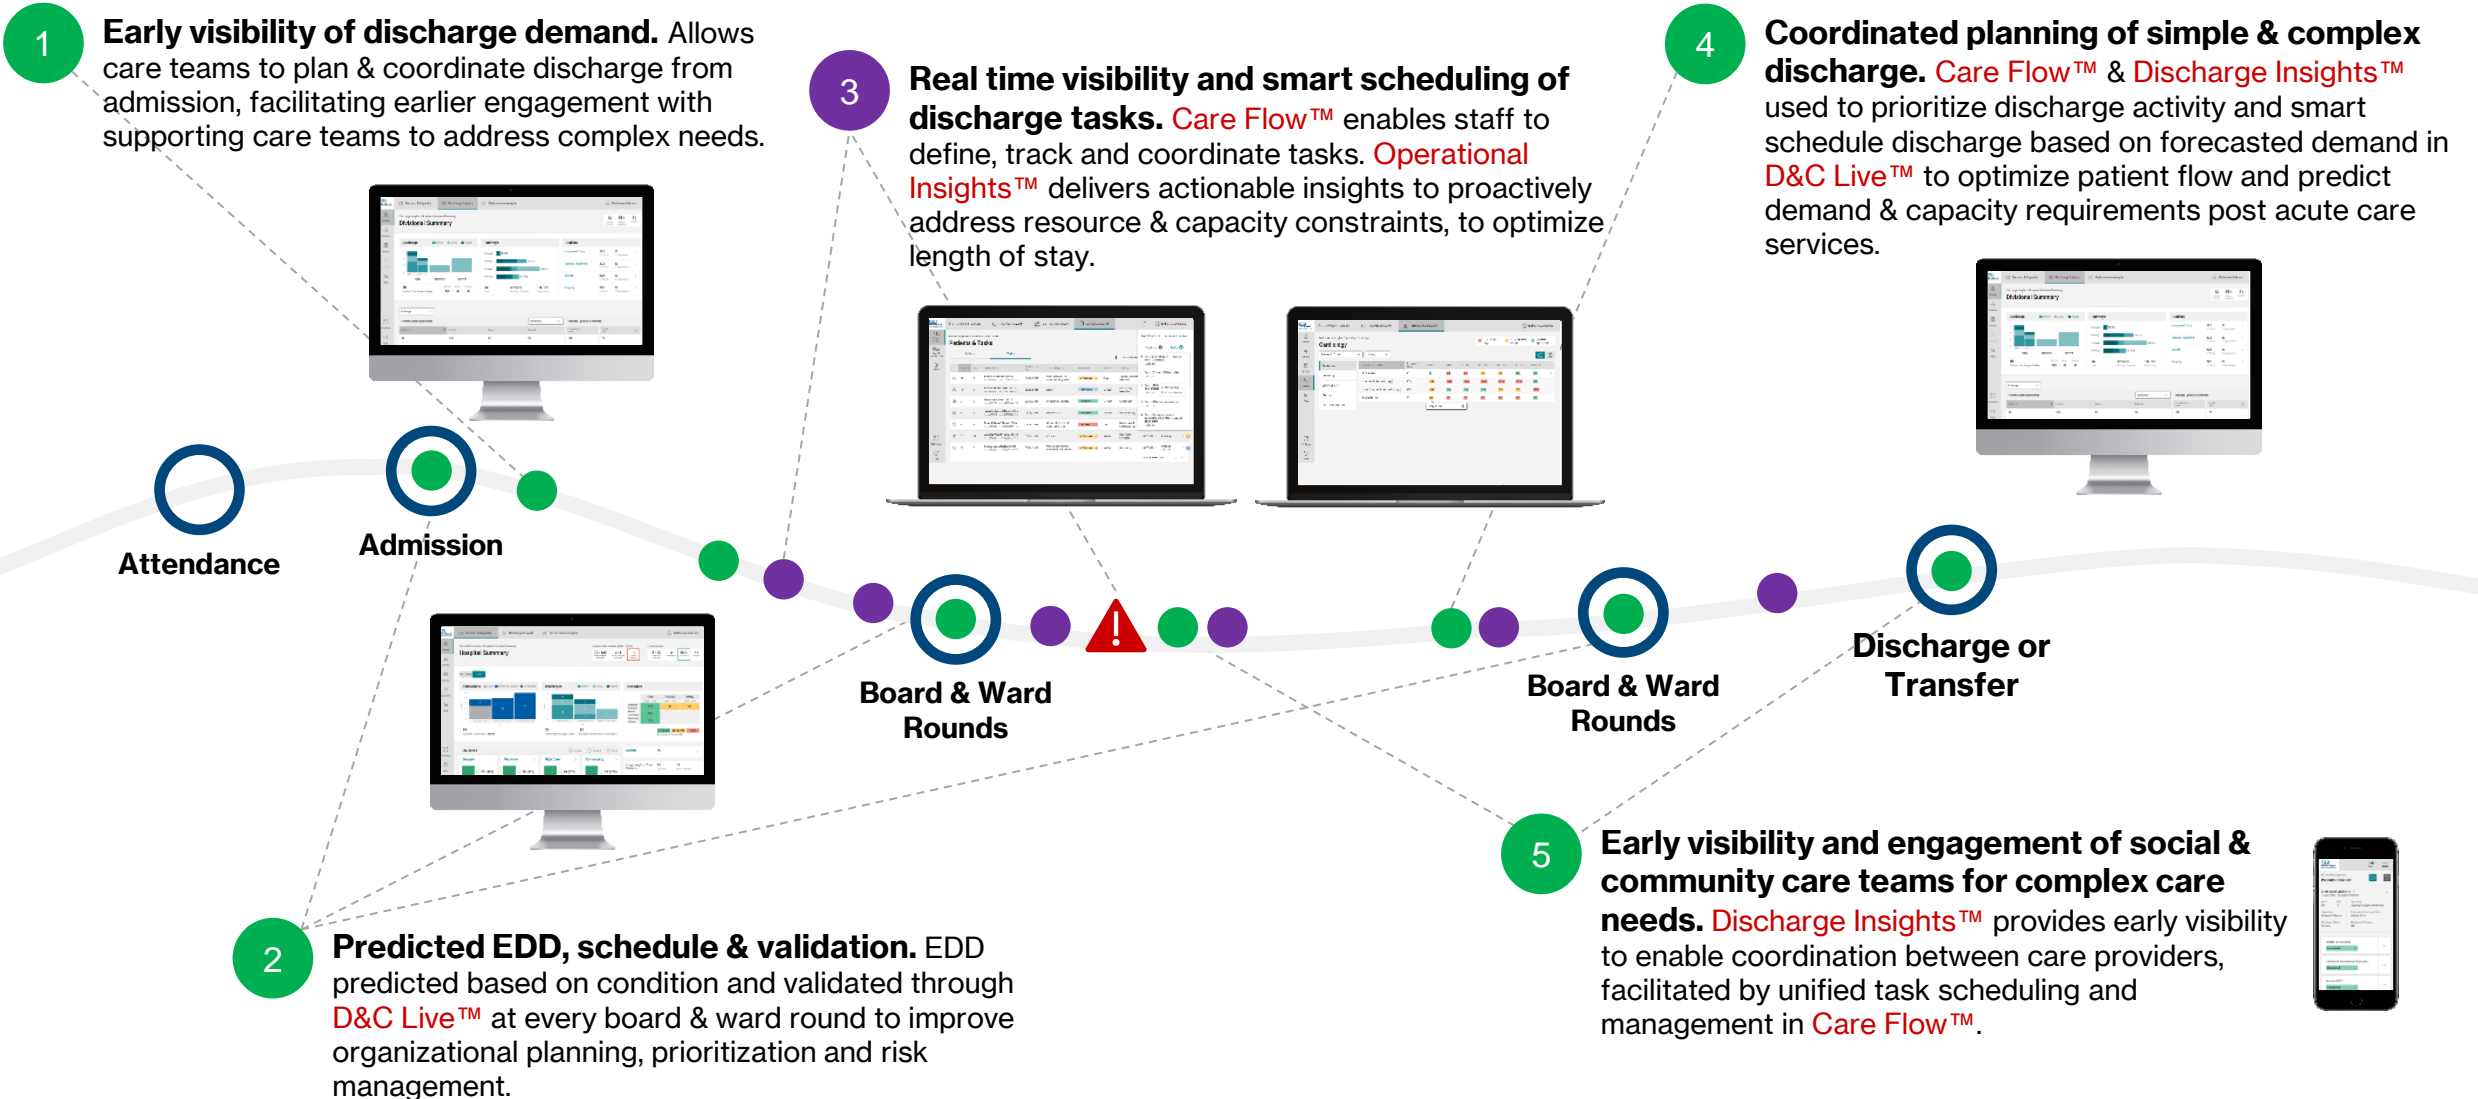 1
Early visibility of discharge demand. Allows
care teams to plan & coordinate discharge from
admission, facilitating earlier engagement with
supporting care teams to address complex needs.
3
Real time visibility and smart scheduling of
discharge tasks. Care Flow™ enables staff to
define, track and coordinate tasks. Operational
Insights™ delivers actionable insights to proactively
address resource & capacity constraints, to optimize
length of stay.
4
Coordinated planning of simple & complex
discharge. Care Flow™ & Discharge Insights™
used to prioritize discharge activity and smart
schedule discharge based on forecasted demand in
D&C Live™ to optimize patient flow and predict
demand & capacity requirements post acute care
services.
Divisional Summary
Patients & Tasks
Cardiology
Divisional Summary
Attendance
Admission
Board & Ward
Rounds
Board & Ward
Rounds
Discharge or
Transfer
Hospital Summary
2
Predicted EDD, schedule & validation. EDD
predicted based on condition and validated through
D&C Live™ at every board & ward round to improve
organizational planning, prioritization and risk
management.
5
Early visibility and engagement of social &
community care teams for complex care
needs. Discharge Insights™ provides early visibility
to enable coordination between care providers,
facilitated by unified task scheduling and
management in Care Flow™.